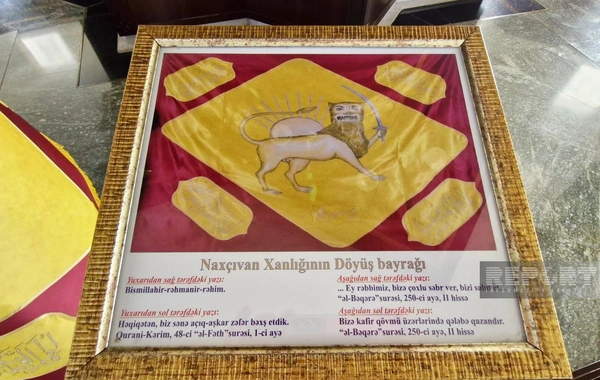 Naxçıvan Xanlığının Döyüş bayrağı
Yuxarıdan sağ tərəfdəki yazı:
Bismillahir-rəhmanir-rəhim.
Yuxarıdan sol tərəfdəki yazı:
Həqiqətən, biz sənə açıq-aşkar zəfər bəxş etdik.
Qurani-Kərim, 48-ci "əl-Fəth"surəsi, 1-ci ayə
Aşağıdan sağ tərəfdəki yazı:
... Ey rəbbimiz, bizə çoxlu səbr ver, bizi
"əl-Bəqərə"surəsi, 250-ci ayə, II hissə
Aşağıdan sol tərəfdəki yazı:
Bizə kafir qövmü üzərlərində qələbə qazandır.
"əl-Bəqərə"surəsi, 250-ci ayə, II hissə
REPORT